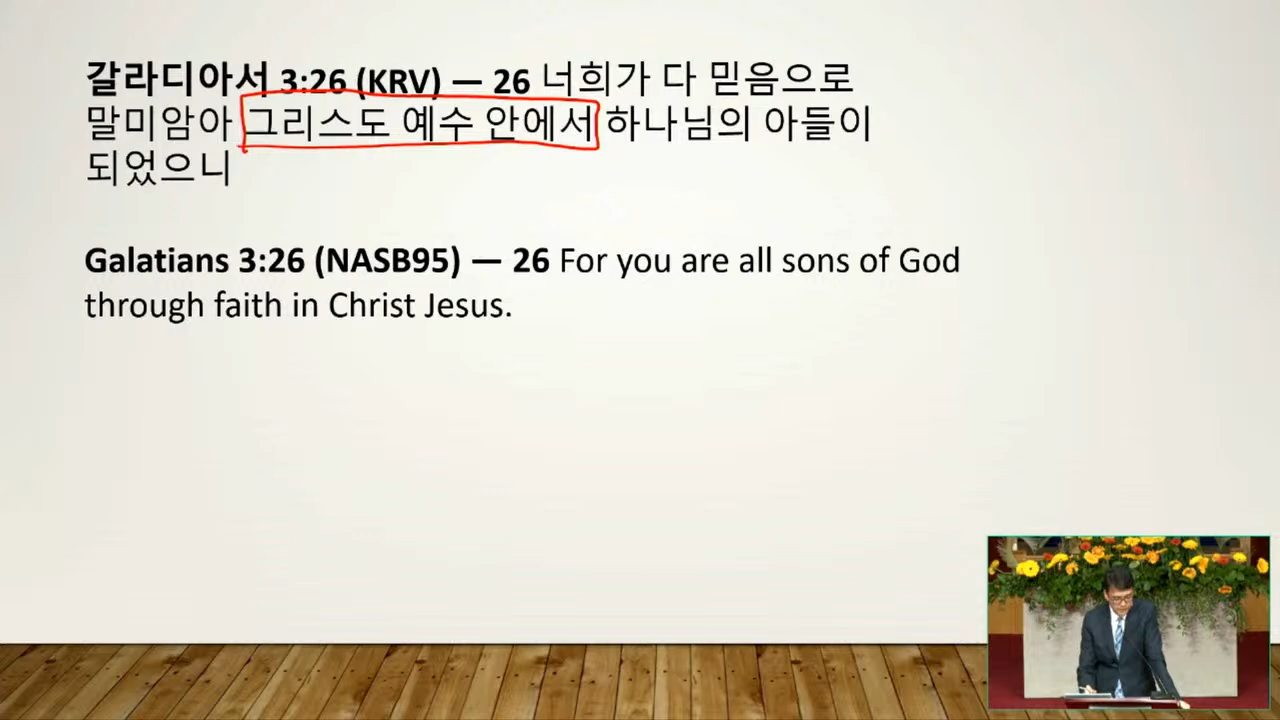 갈라디아서 3:26 (KRV) — 26 너희가 다 믿음으로
말미암아 그리스도 예수 안에서 하나님의 아들이
되었으니
Galatians 3:26 (NASB95) — 26 For you are all sons of God
through faith in Christ Jesus.